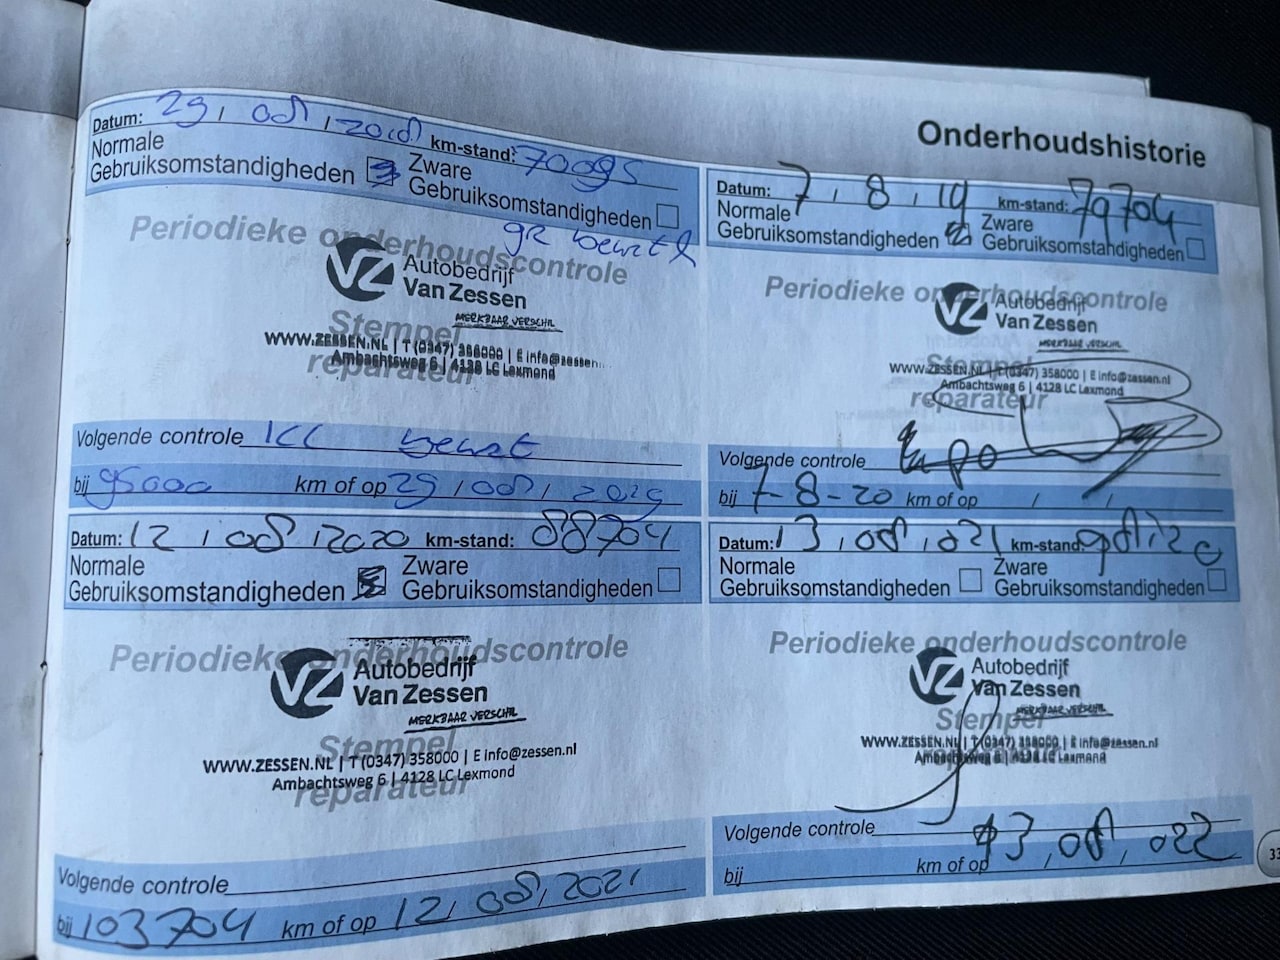 Onderhoudshistorie
Datum: 29 / 08 / 2018 km-stand: 70095
Normale
Gebruiksomstandigheden
Zware
Gebruiksomstandigheden
gr
Periodieke onderhoudscontrole
VZ Autobedrijf
Van Zessen
MERKBAAR VERSCHIL
Stempel
WWW.ZESSEN.NL | T (0347) 358000 | E info@zessen.
Ambachtsweg 6 | 4128 LC Lexmond
reparateur
Volgende controle
bij 95000 km of op 29 / 08 / 2019
Datum: 7 / 8 / 19 km-stand: 79704
Normale
Gebruiksomstandigheden
Zware
Gebruiksomstandigheden
Periodieke onderhoudscontrole
VZ Autobedrijf
Van Zessen
MERKBAAR VERSCHIL
Stempel
WWW.ZESSEN.NL | T (0347) 358000 | E info@zessen.nl
Ambachtsweg 6 | 4128 LC Lexmond
reparateur
Volgende controle
bij 7-8-20 km of op / /
Datum: 12 / 08 / 2020 km-stand: 88704
Normale
Gebruiksomstandigheden
Zware
Gebruiksomstandigheden
Periodieke onderhoudscontrole
VZ Autobedrijf
Van Zessen
MERKBAAR VERSCHIL
Stempel
WWW.ZESSEN.NL | T (0347) 358000 | E info@zessen.nl
Ambachtsweg 6 | 4128 LC Lexmond
reparateur
Volgende controle
bij 103704 km of op 12 / 08 / 2021
Datum: 13 / 08 / 021 km-stand:
Normale
Gebruiksomstandigheden
Zware
Gebruiksomstandigheden
Periodieke onderhoudscontrole
VZ Autobedrijf
Van Zessen
MERKBAAR VERSCHIL
Stempel
WWW.ZESSEN.NL | T (0347) 358000 | E info@zessen.nl
Ambachtsweg 6 | 4128 LC Lexmond
Volgende controle
bij km of op 13 / 08 / 022
33